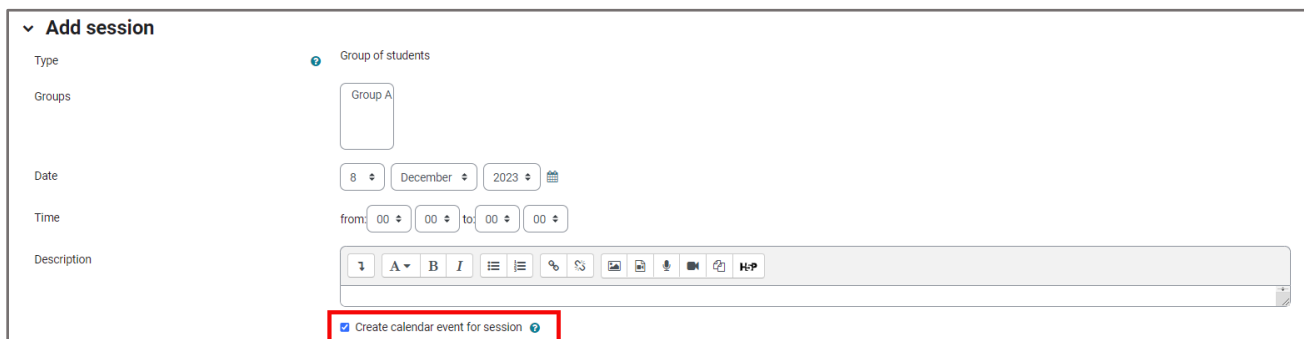 Add session
Type Group of students
Groups Group A
Date 8 December 2023
Time from: 00 00 to: 00 00
Description A B I H-P
Create calendar event for session